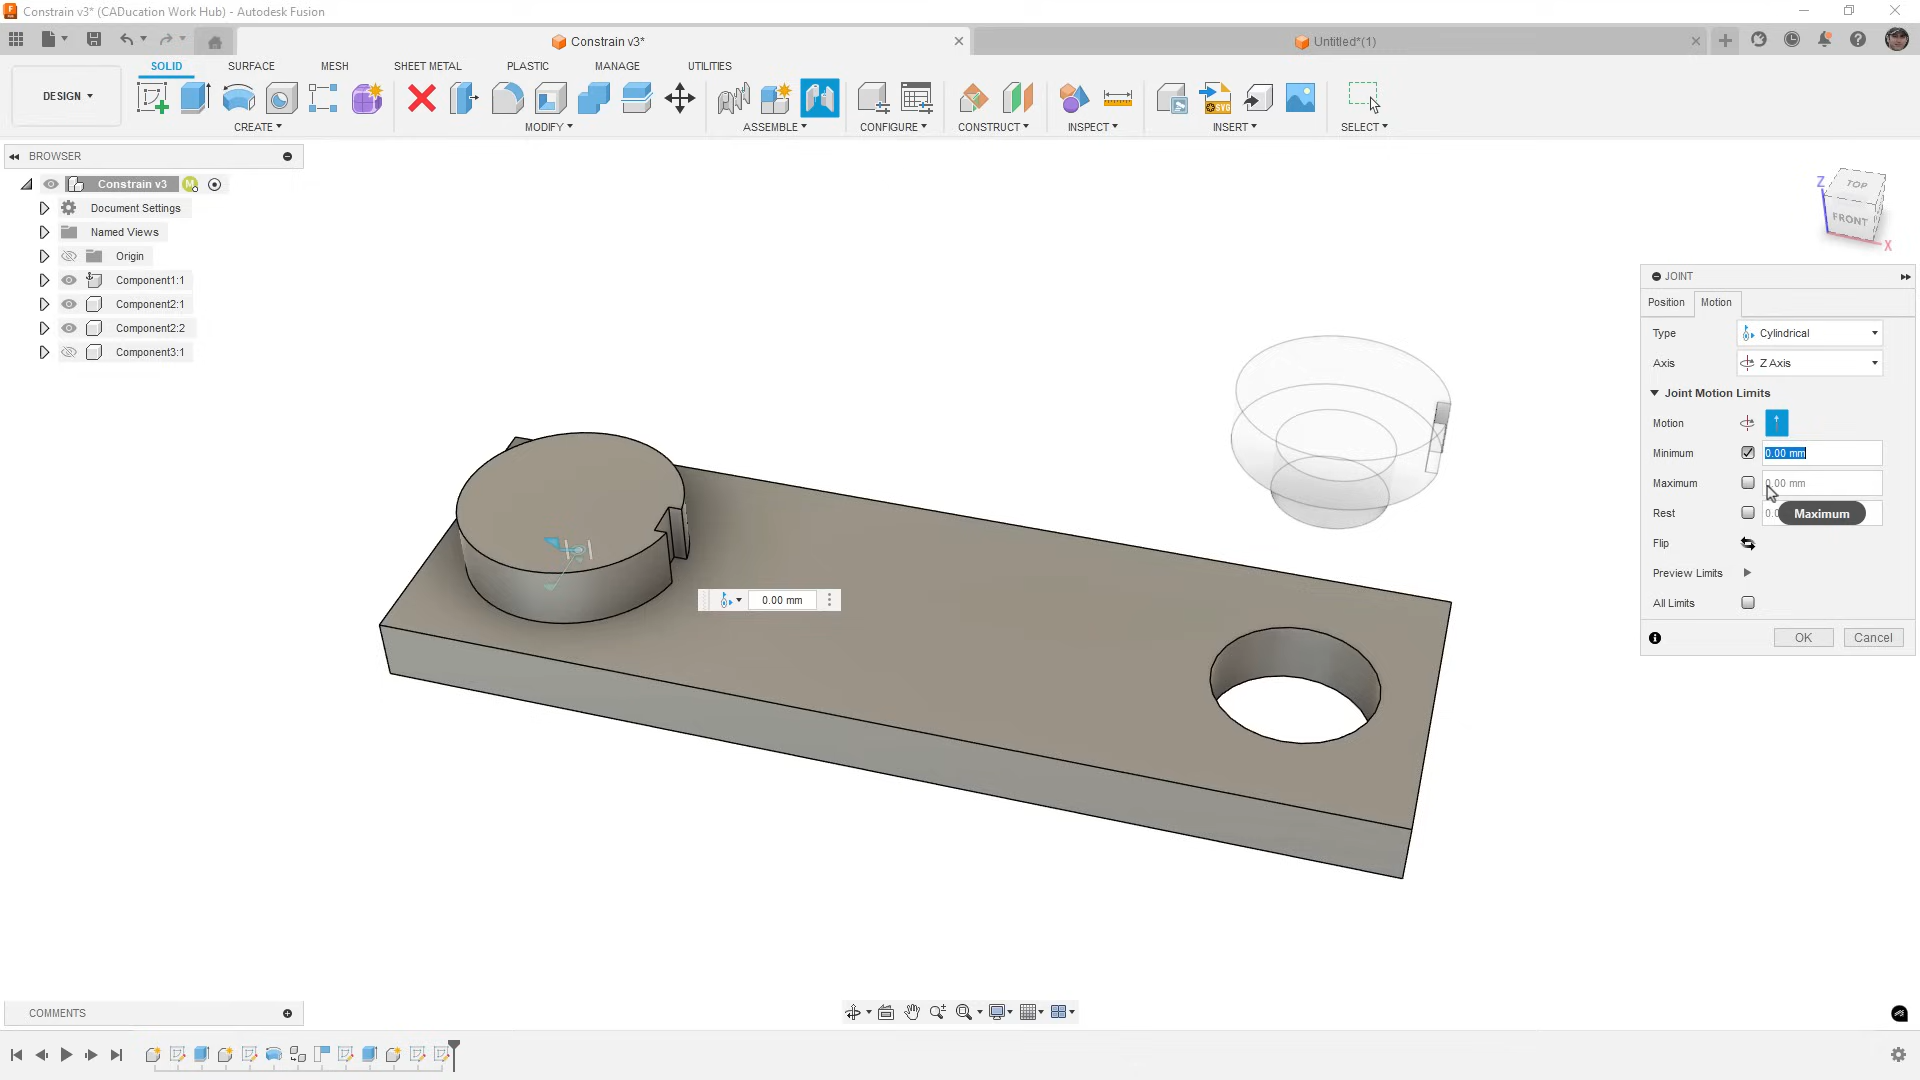 Constrain v3* (CADucation Work Hub) - Autodesk Fusion
Constrain v3*
Untitled*(1)
DESIGN
SOLID
SURFACE
MESH
SHEET METAL
PLASTIC
MANAGE
UTILITIES
CREATE
MODIFY
ASSEMBLE
CONFIGURE
CONSTRUCT
INSPECT
INSERT
SELECT
SVG
BROWSER
Constrain v3
M
Document Settings
Named Views
Origin
Component1:1
Component2:1
Component2:2
Component3:1
Z
TOP
FRONT
X
JOINT
Position
Motion
Type
Cylindrical
Axis
Z Axis
Joint Motion Limits
Motion
Minimum
0.00 mm
Maximum
0.00 mm
Rest
0.0
Maximum
Flip
Preview Limits
All Limits
OK
Cancel
0.00 mm
COMMENTS